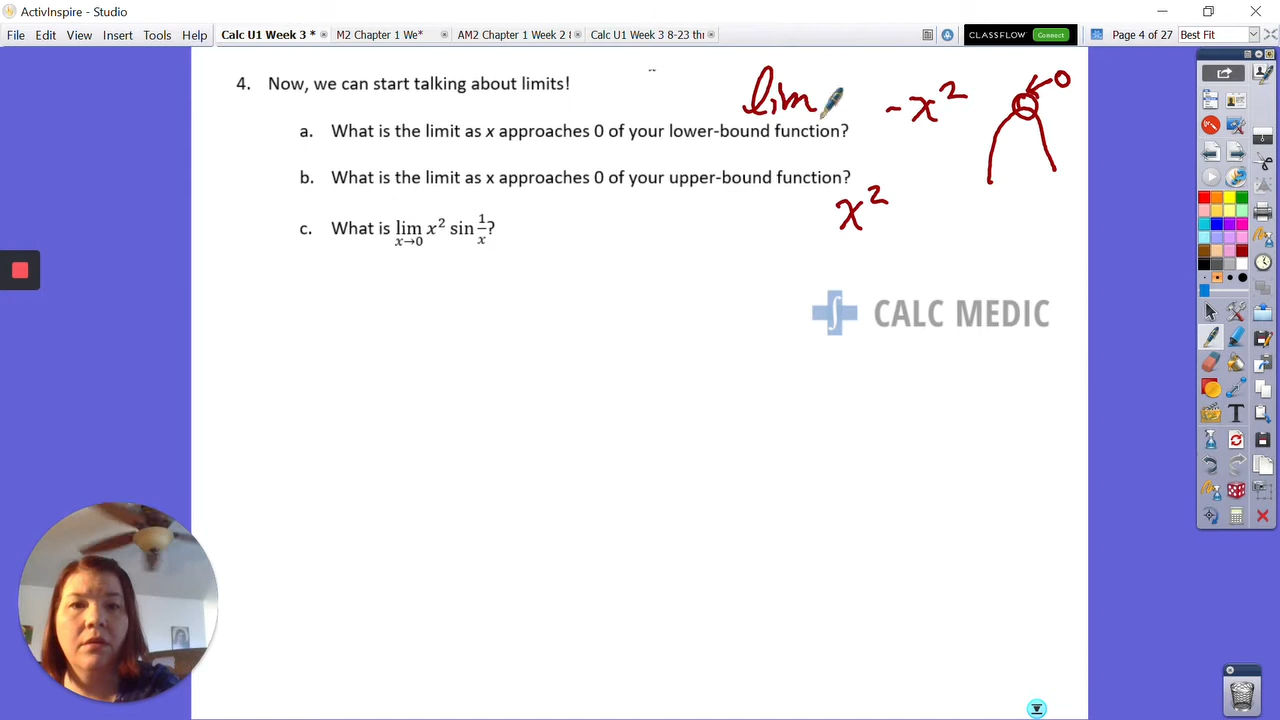 ActivInspire - Studio
File Edit View Insert Tools Help
Calc U1 Week 3 * M2 Chapter 1 We* AM2 Chapter 1 Week 2 8 Calc U1 Week 3 8-23 thu
CLASSFLOW Connect
Page 4 of 27 Best Fit
4. Now, we can start talking about limits!
lim -x² 0
a. What is the limit as x approaches 0 of your lower-bound function?
b. What is the limit as x approaches 0 of your upper-bound function?
x²
c. What is lim x→0 x² sin 1/x?
CALC MEDIC